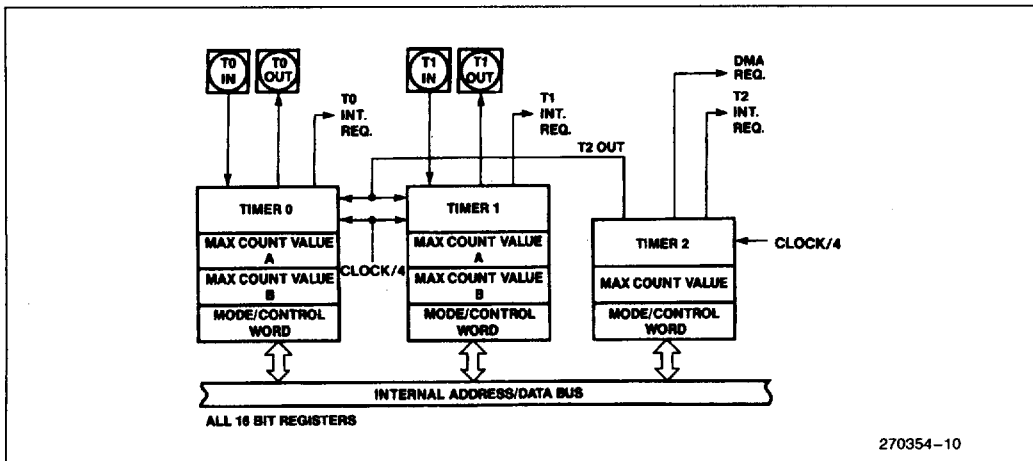 T0
IN
T0
OUT
T0
INT.
REQ.
T1
IN
T1
OUT
T1
INT.
REQ.
DMA
REQ.
T2
INT.
REQ.
T2 OUT
TIMER 0
MAX COUNT VALUE
A
MAX COUNT VALUE
B
MODE/CONTROL
WORD
CLOCK/4
TIMER 1
MAX COUNT VALUE
A
MAX COUNT VALUE
B
MODE/CONTROL
WORD
TIMER 2
MAX COUNT VALUE
MODE/CONTROL
WORD
CLOCK/4
INTERNAL ADDRESS/DATA BUS
ALL 16 BIT REGISTERS
270354–10